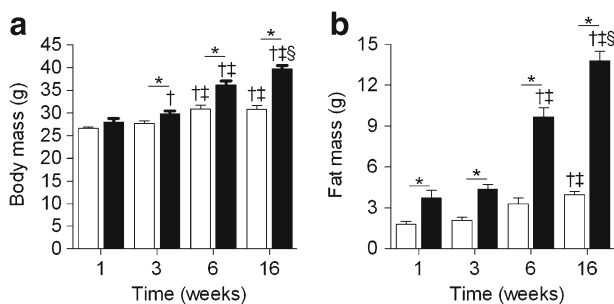 a
Body mass (g)
45
40
35
30
25
20
15
10
5
0
* †
†‡ * †‡
†‡ * †‡§
1 3 6 16
Time (weeks)
b
Fat mass (g)
15
12
9
6
3
0
*
*
* †‡
†‡ * †‡§
1 3 6 16
Time (weeks)